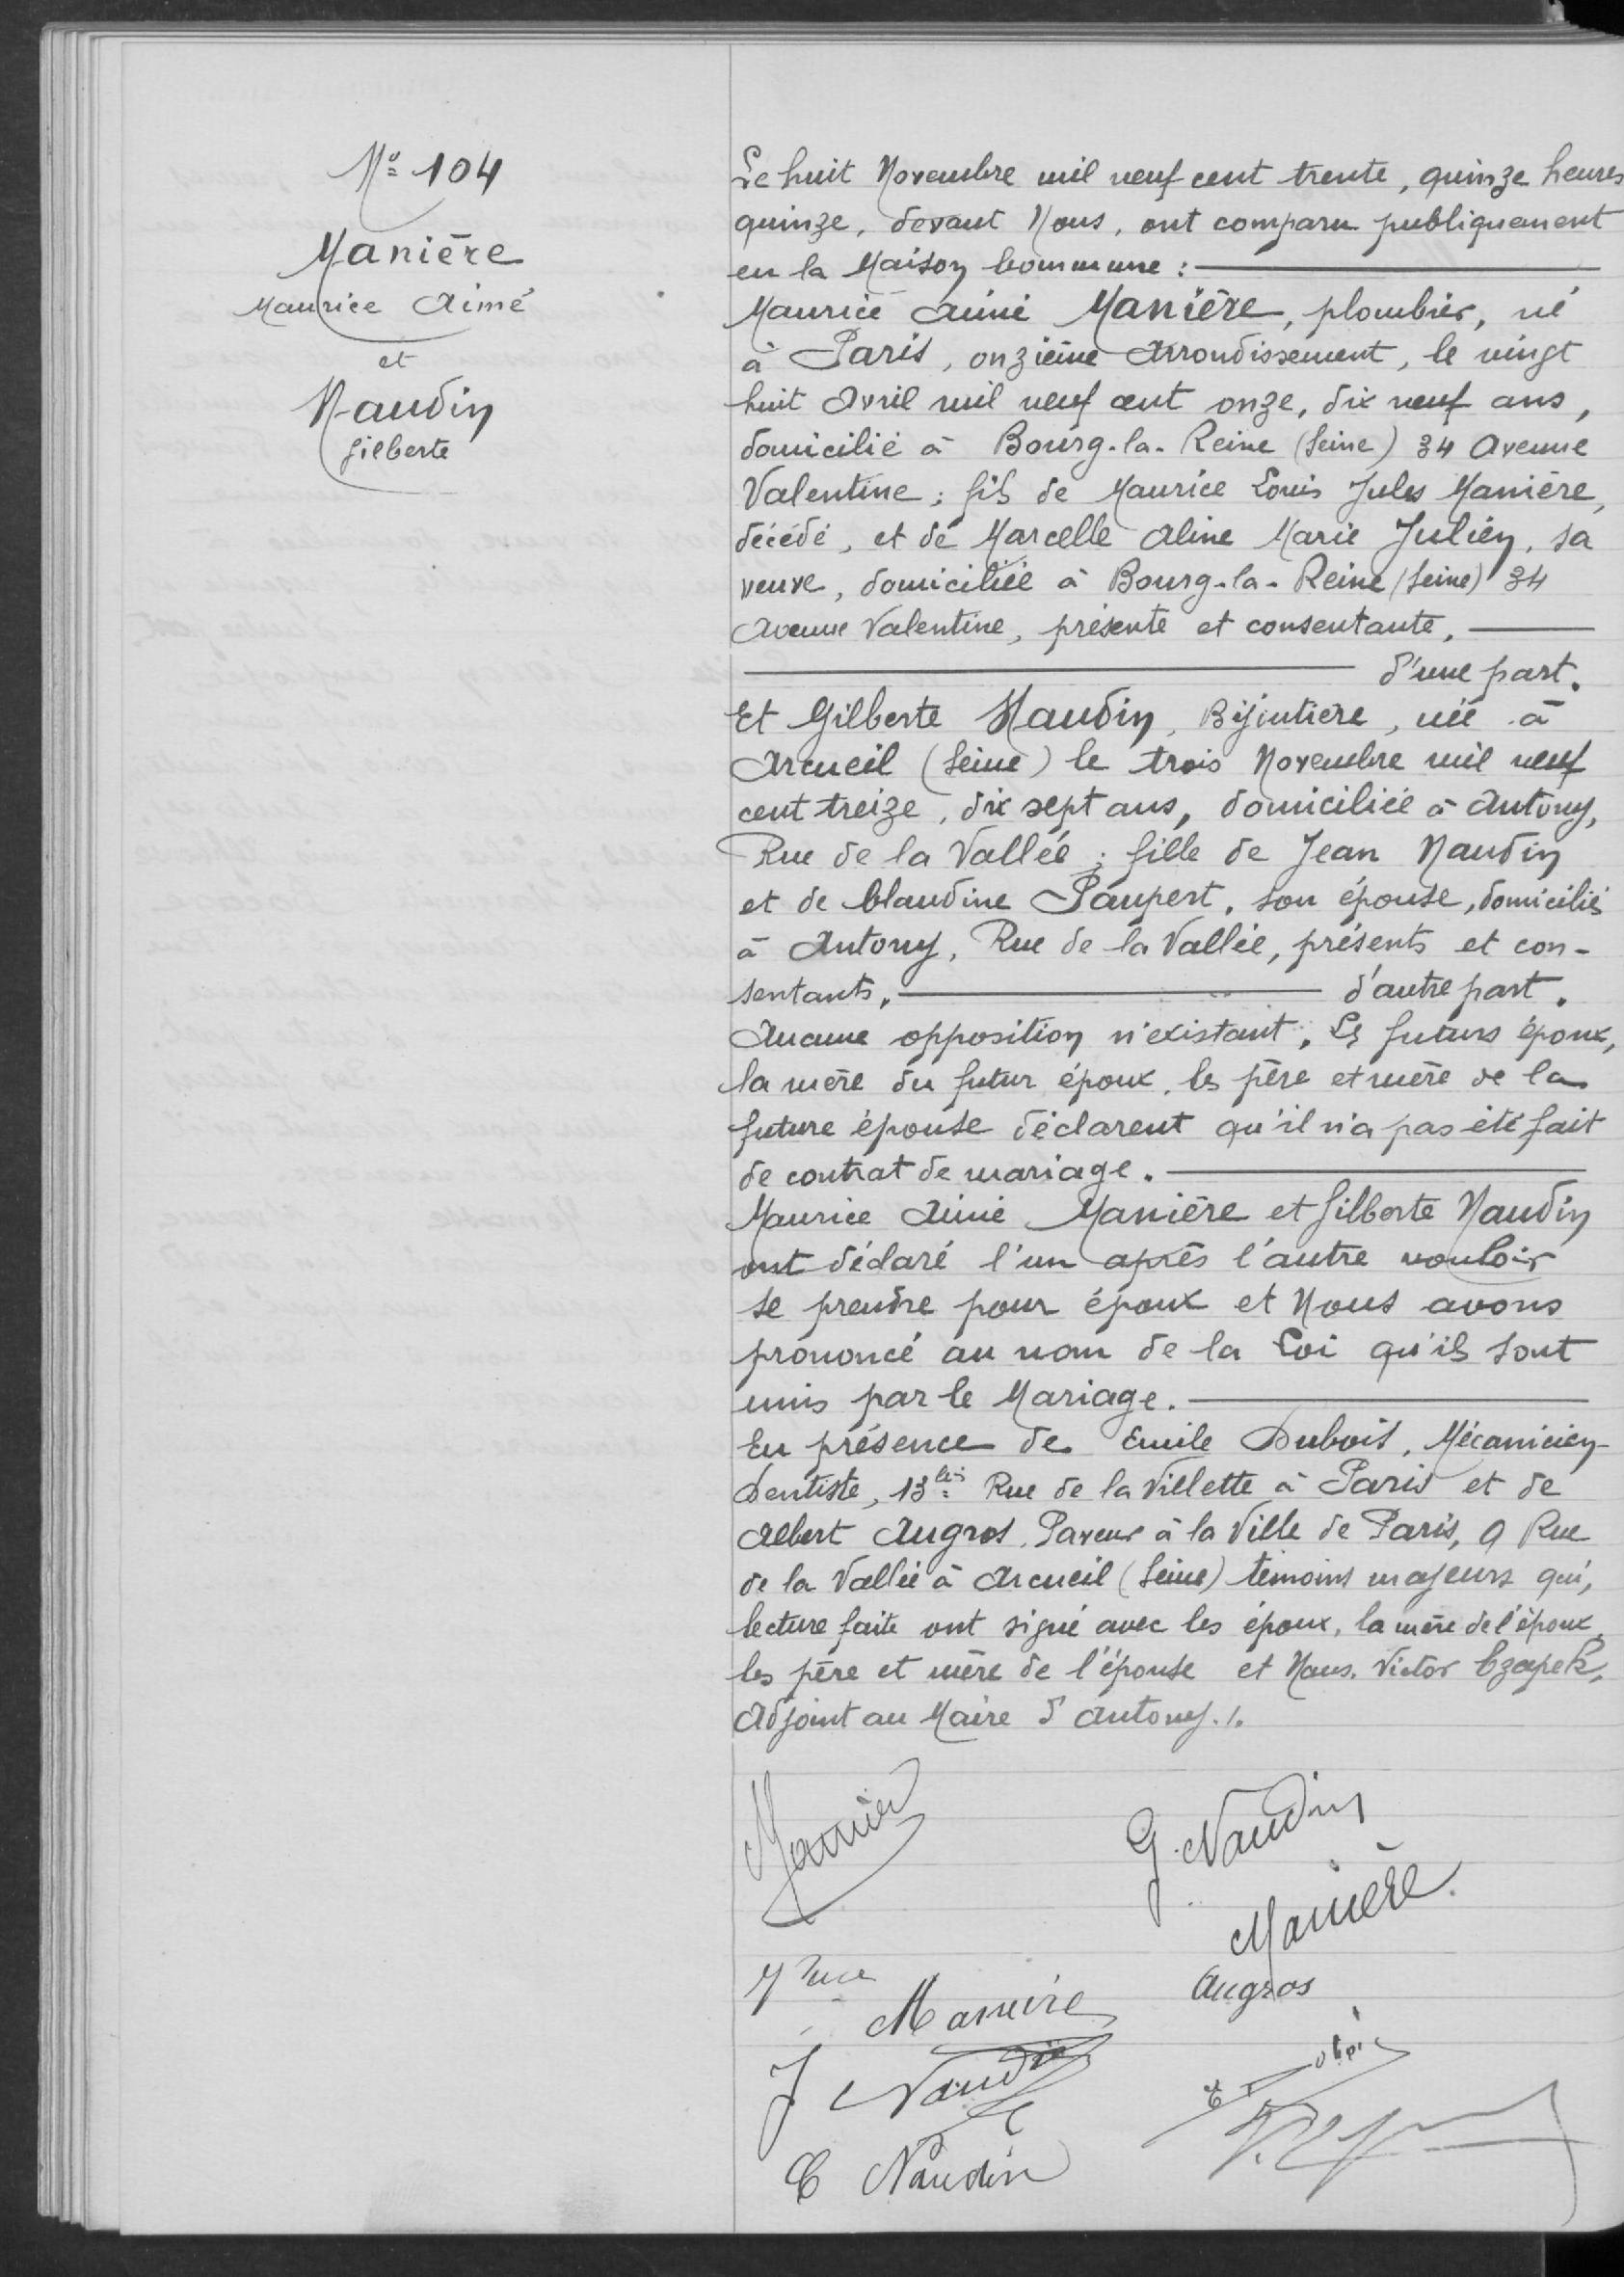 Nº 104
Manière
Maurice Aimé
et
Naudin
Gilberte
Le huit Novembre mil neuf cent trente, quinze heures
quinze, devant Nous, ont comparu publiquement
en la Maison Commune :
Maurice Aimé Manière, plombier, né
à Paris, onzième Arrondissement, le vingt
huit Avril mil neuf cent onze, dix neuf ans,
domicilié à Bourg-la-Reine (Seine) 34 Avenue
Valentine ; fils de Maurice Louis Jules Manière,
décédé, et de Marcelle Aline Marie Julien, sa
veuve, domiciliée à Bourg-la-Reine (Seine) 34
Avenue Valentine, présente et consentante,
d'une part.
Et Gilberte Naudin, Bijoutière, née à
Arcueil (Seine) le trois Novembre mil neuf
cent treize, dix sept ans, domiciliée à Antony,
Rue de la Vallée ; fille de Jean Naudin
et de Claudine Paupert, son épouse, domiciliés
à Antony, Rue de la Vallée, présents et con-
sentants, d'autre part.
Aucune opposition n'existant. Les futurs époux,
la mère du futur époux, les père et mère de la
future épouse déclarent qu'il n'a pas été fait
de contrat de mariage.
Maurice Aimé Manière et Gilberte Naudin
ont déclaré l'un après l'autre vouloir
se prendre pour époux et Nous avons
prononcé au nom de la Loi qu'ils sont
unis par le Mariage.
En présence de Emile Dubois, Mécanicien-
Dentiste, 13 bis Rue de la Villette à Paris et de
Albert Augros, Paveur à la Ville de Paris, 9 Rue
de la Vallée à Arcueil (Seine) témoins majeurs qui,
lecture faite ont signé avec les époux, la mère de l'époux,
les père et mère de l'épouse et Nous, Victor Czapek,
Adjoint au Maire d'Antony ./.
Manière
G. Naudin
Manière
Augros
Manière
J Naudin
C Naudin